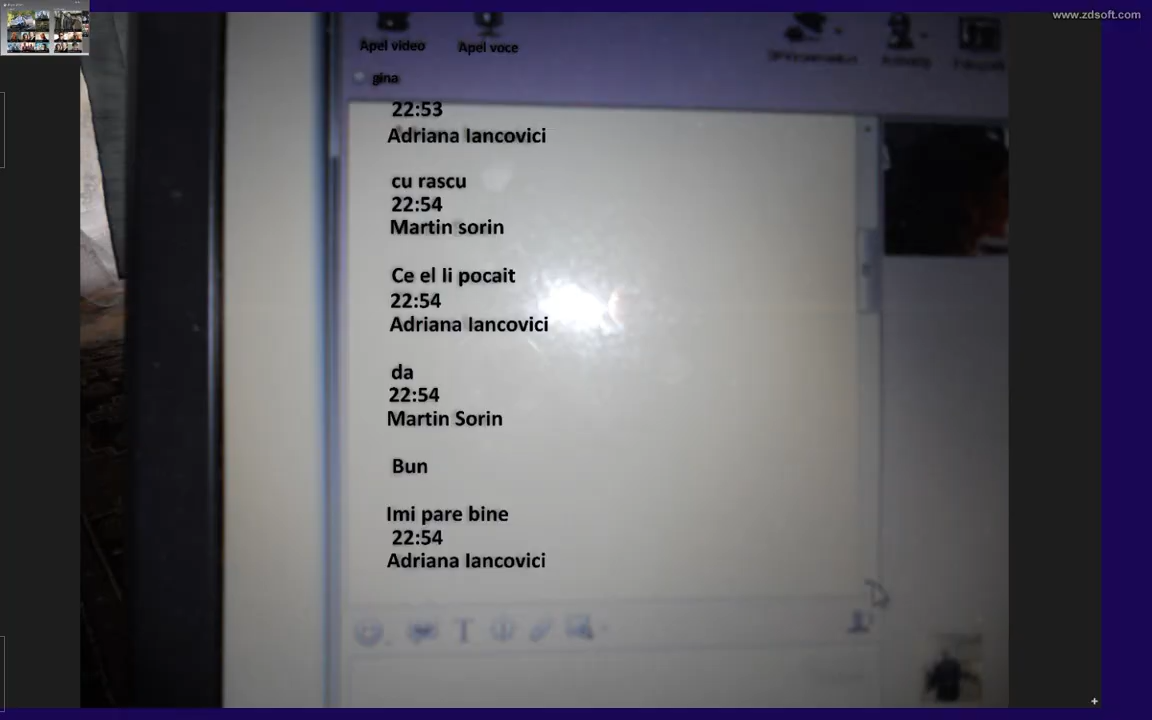 www.zdsoft.com
Apel video
Apel voce
gina
22:53
Adriana Iancovici
cu rascu
22:54
Martin sorin
Ce el li pocait
22:54
Adriana Iancovici
da
22:54
Martin Sorin
Bun
Imi pare bine
22:54
Adriana Iancovici
T